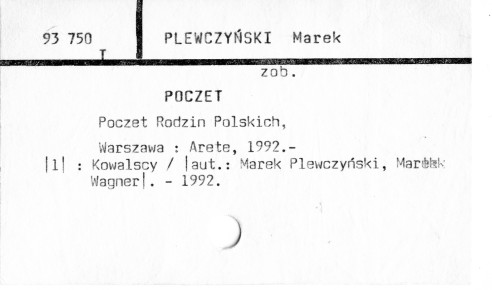 93 750 PLEWCZYŃSKI Marek
I
zob.
POCZET
Poczet Rodzin Polskich,
Warszawa : Arete, 1992.-
|1| : Kowalscy / |aut.: Marek Plewczyński, Marek
Wagner|. - 1992.